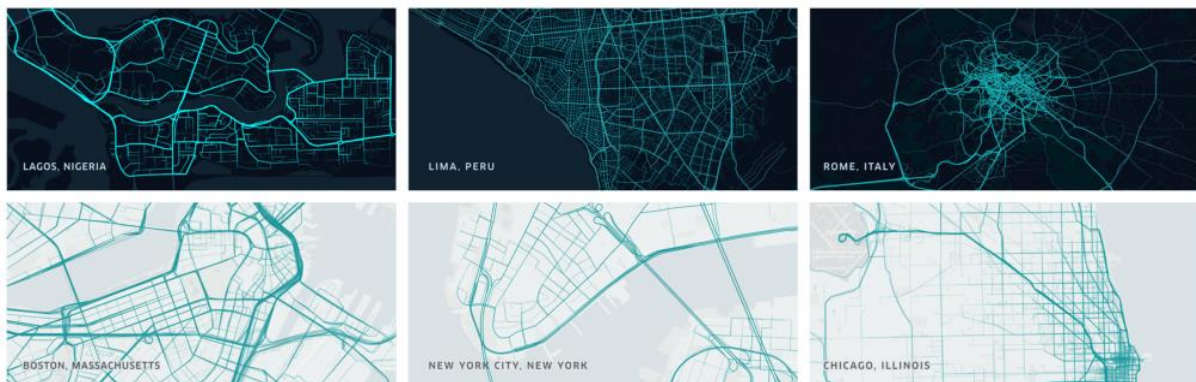 LAGOS, NIGERIA
LIMA, PERU
ROME, ITALY
BOSTON, MASSACHUSETTS
NEW YORK CITY, NEW YORK
CHICAGO, ILLINOIS